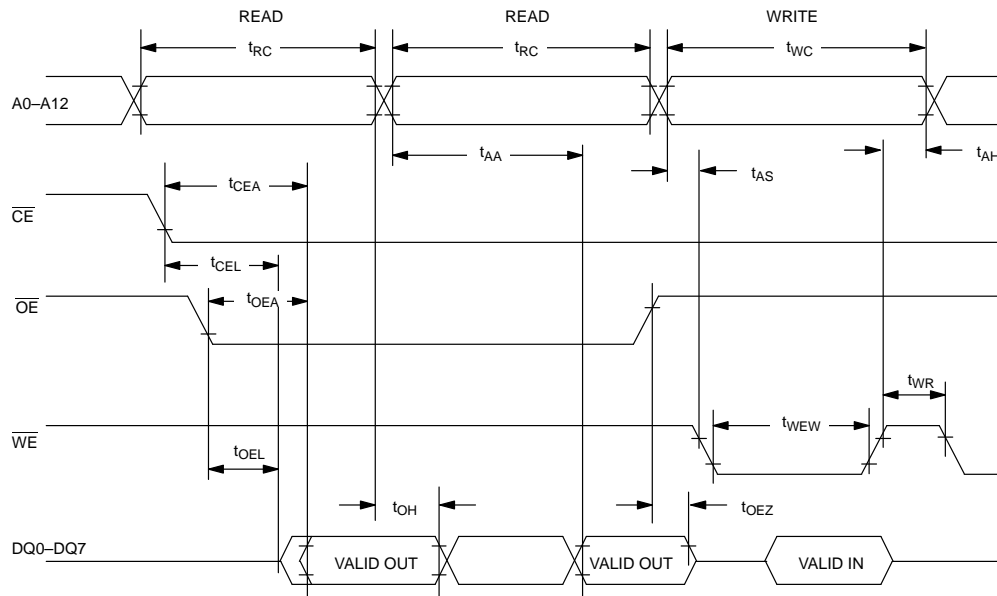 READ READ WRITE
tRC tRC tWC
A0–A12
tAA tAH
tCEA tAS
CE
tCEL
OE tOEA
tWR
WE tWEW
tOEL
tOH tOEZ
DQ0–DQ7 VALID OUT VALID OUT VALID IN